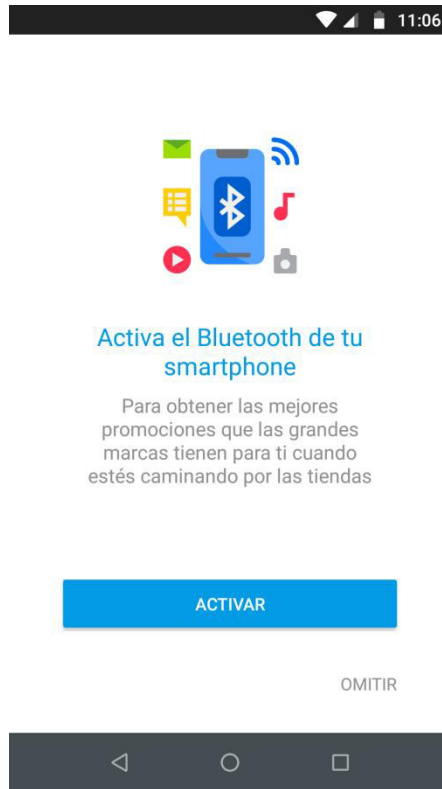 11:06
Activa el Bluetooth de tu
smartphone
Para obtener las mejores
promociones que las grandes
marcas tienen para ti cuando
estés caminando por las tiendas
ACTIVAR
OMITIR